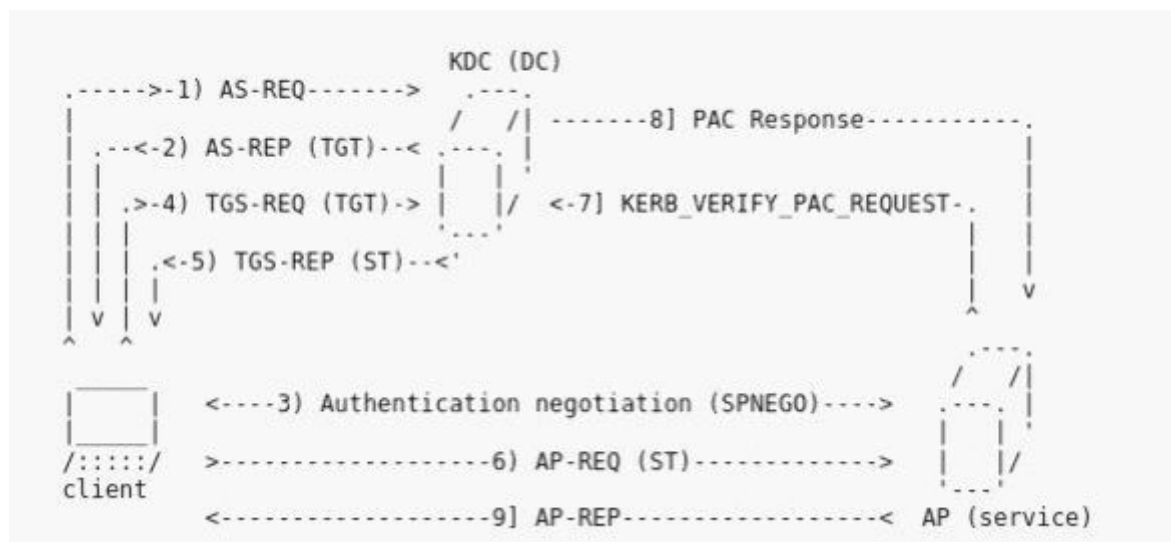 KDC (DC)
1) AS-REQ
8] PAC Response
2) AS-REP (TGT)
4) TGS-REQ (TGT)
7] KERB_VERIFY_PAC_REQUEST
5) TGS-REP (ST)
3) Authentication negotiation (SPNEGO)
6) AP-REQ (ST)
client
9] AP-REP
AP (service)